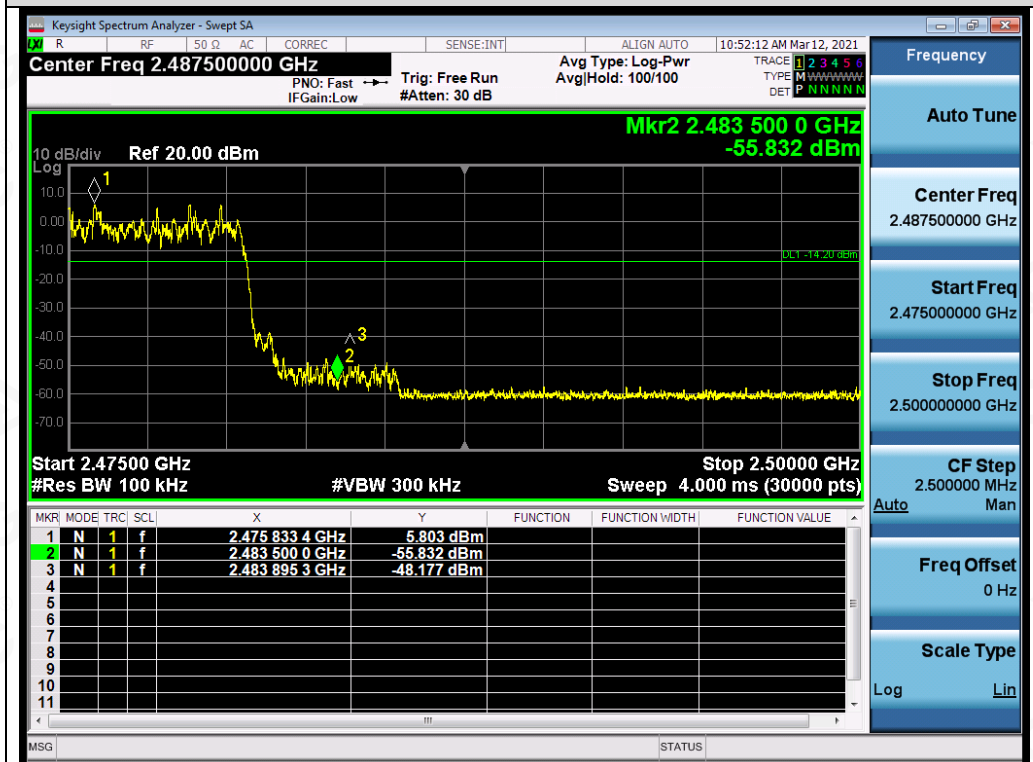 Keysight Spectrum Analyzer - Swept SA
LXI R RF 50 Ω AC CORREC SENSE:INT ALIGN AUTO 10:52:12 AM Mar 12, 2021
Center Freq 2.487500000 GHz
PNO: Fast
IFGain:Low
Trig: Free Run
#Atten: 30 dB
Avg Type: Log-Pwr
Avg|Hold: 100/100
TRACE 1 2 3 4 5 6
TYPE M WWWWW
DET P N N N N N
Mkr2 2.483 500 0 GHz
-55.832 dBm
10 dB/div Ref 20.00 dBm
Log
1
10.0
0.00
-10.0
DL1 -14.20 dBm
-20.0
-30.0
-40.0
3
2
-50.0
-60.0
-70.0
Start 2.47500 GHz Stop 2.50000 GHz
#Res BW 100 kHz #VBW 300 kHz Sweep 4.000 ms (30000 pts)
MKR MODE TRC SCL X Y FUNCTION FUNCTION WIDTH FUNCTION VALUE
1 N 1 f 2.475 833 4 GHz 5.803 dBm
2 N 1 f 2.483 500 0 GHz -55.832 dBm
3 N 1 f 2.483 895 3 GHz -48.177 dBm
4
5
6
7
8
9
10
11
MSG STATUS
Frequency
Auto Tune
Center Freq
2.487500000 GHz
Start Freq
2.475000000 GHz
Stop Freq
2.500000000 GHz
CF Step
2.500000 MHz
Auto Man
Freq Offset
0 Hz
Scale Type
Log Lin